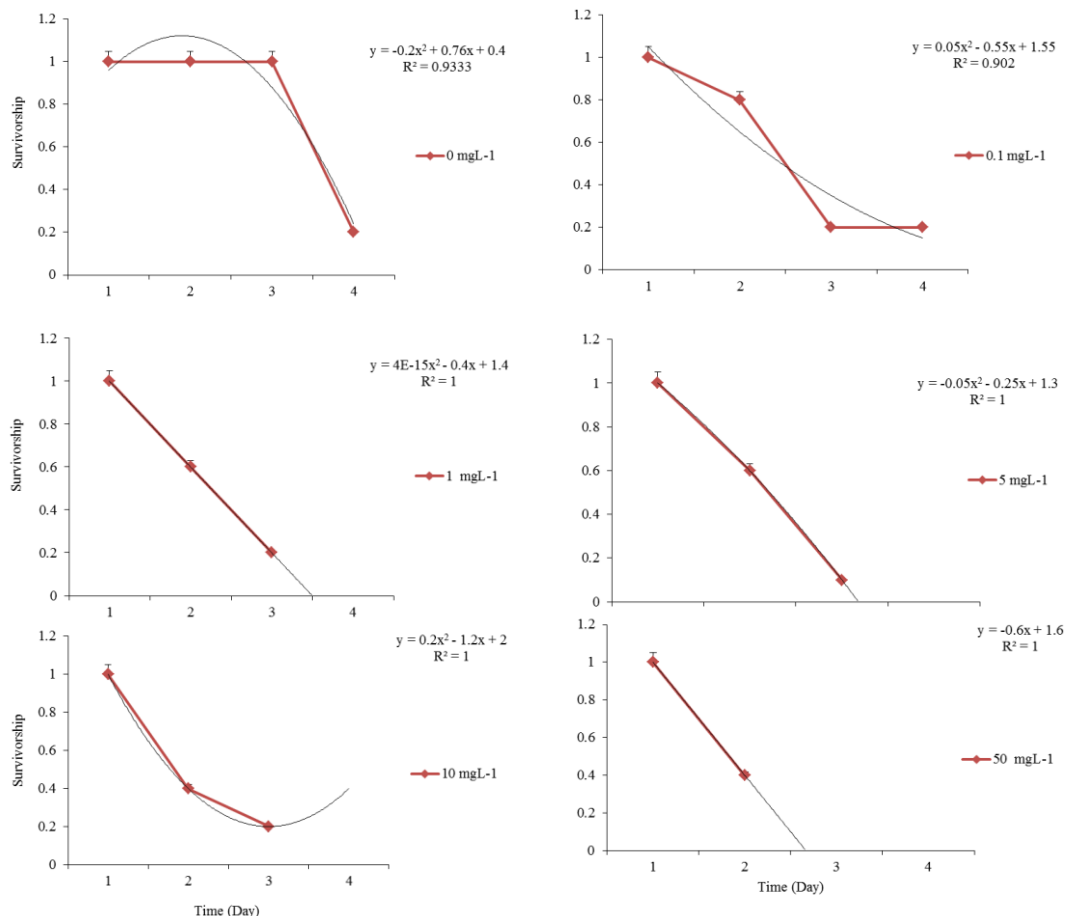 1.2
1
0.8
0.6
0.4
0.2
0
Survivorship
1 2 3 4
y = -0.2x² + 0.76x + 0.4
R² = 0.9333
0 mgL-1
1.2
1
0.8
0.6
0.4
0.2
0
1 2 3 4
y = 0.05x² - 0.55x + 1.55
R² = 0.902
0.1 mgL-1
1.2
1
0.8
0.6
0.4
0.2
0
Survivorship
1 2 3 4
y = 4E-15x² - 0.4x + 1.4
R² = 1
1 mgL-1
1.2
1
0.8
0.6
0.4
0.2
0
1 2 3 4
y = -0.05x² - 0.25x + 1.3
R² = 1
5 mgL-1
1.2
1
0.8
0.6
0.4
0.2
0
Survivorship
1 2 3 4
Time (Day)
y = 0.2x² - 1.2x + 2
R² = 1
10 mgL-1
1.2
1
0.8
0.6
0.4
0.2
0
1 2 3 4
Time (Day)
y = -0.6x + 1.6
R² = 1
50 mgL-1